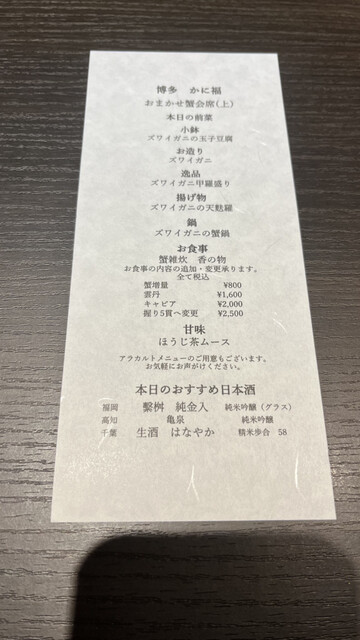 博多 かに福
おまかせ蟹会席(上)
本日の前菜
小鉢
ズワイガニの玉子豆腐
お造り
ズワイガニ
逸品
ズワイガニ甲羅盛り
揚げ物
ズワイガニの天麩羅
鍋
ズワイガニの蟹鍋
お食事
蟹雑炊 香の物
お食事の内容の追加・変更承ります。
全て税込
蟹増量 ¥800
雲丹 ¥1,600
キャビア ¥2,000
握り5貫へ変更 ¥2,500
甘味
ほうじ茶ムース
アラカルトメニューのご用意もございます。
お気軽にお声がけください。
本日のおすすめ日本酒
福岡 繋桝 純金入 純米吟醸(グラス)
高知 亀泉 純米吟醸
千葉 生酒 はなやか 精米歩合 58